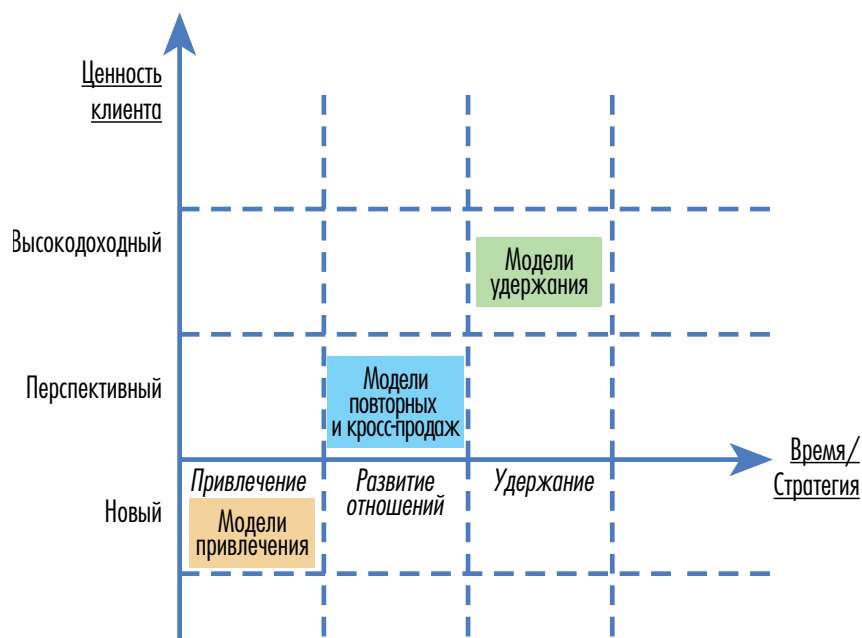 Ценность
клиента
Высокодоходный
Модели
удержания
Перспективный
Модели
повторных
и кросс-продаж
Время/
Стратегия
Привлечение
Развитие
отношений
Удержание
Новый
Модели
привлечения